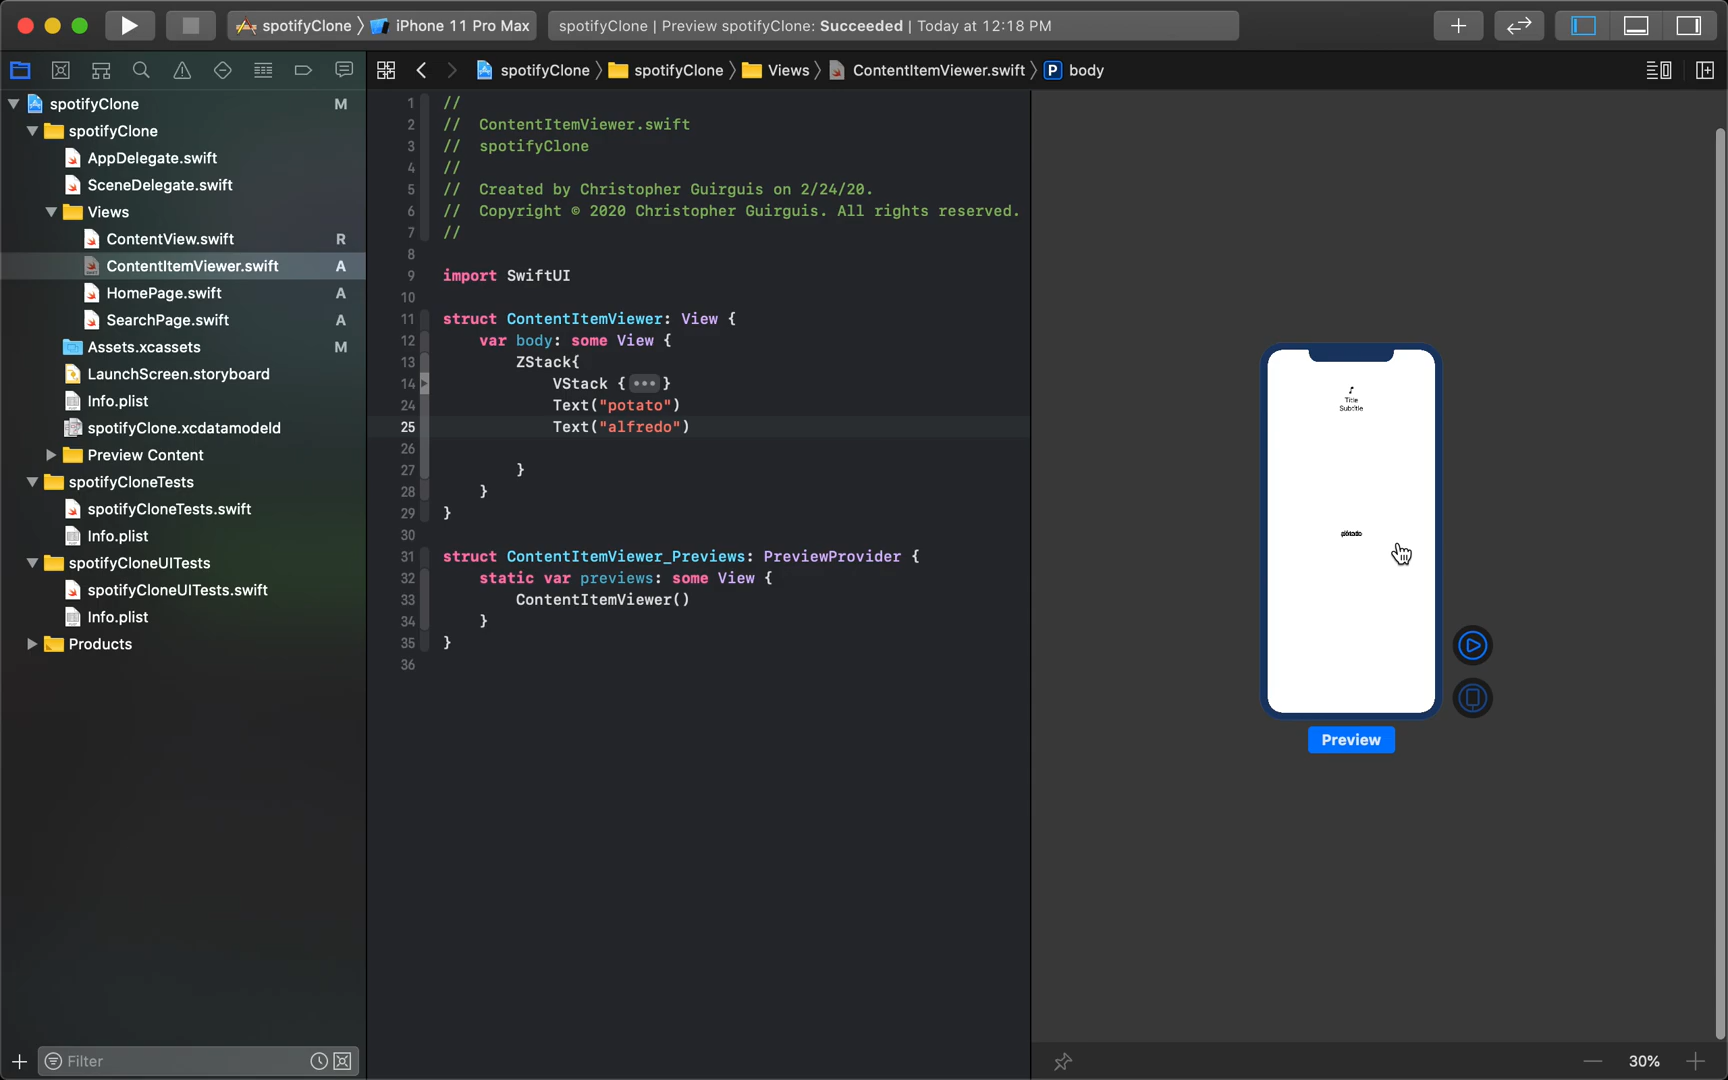 spotifyClone 〉 iPhone 11 Pro Max
spotifyClone | Preview spotifyClone: Succeeded | Today at 12:18 PM
spotifyClone 〉 spotifyClone 〉 Views 〉 ContentItemViewer.swift 〉 P body
spotifyClone M
spotifyClone
AppDelegate.swift
SceneDelegate.swift
Views
ContentView.swift R
ContentItemViewer.swift A
HomePage.swift A
SearchPage.swift A
Assets.xcassets M
LaunchScreen.storyboard
Info.plist
spotifyClone.xcdatamodeld
Preview Content
spotifyCloneTests
spotifyCloneTests.swift
Info.plist
spotifyCloneUITests
spotifyCloneUITests.swift
Info.plist
Products
Filter
1 //
2 //  ContentItemViewer.swift
3 //  spotifyClone
4 //
5 //  Created by Christopher Guirguis on 2/24/20.
6 //  Copyright © 2020 Christopher Guirguis. All rights reserved.
7 //
8
9 import SwiftUI
10
11 struct ContentItemViewer: View {
12     var body: some View {
13         ZStack{
14             VStack {•••}
24             Text("potato")
25             Text("alfredo")
26
27         }
28     }
29 }
30
31 struct ContentItemViewer_Previews: PreviewProvider {
32     static var previews: some View {
33         ContentItemViewer()
34     }
35 }
36
Title
Subtitle
Preview
30%